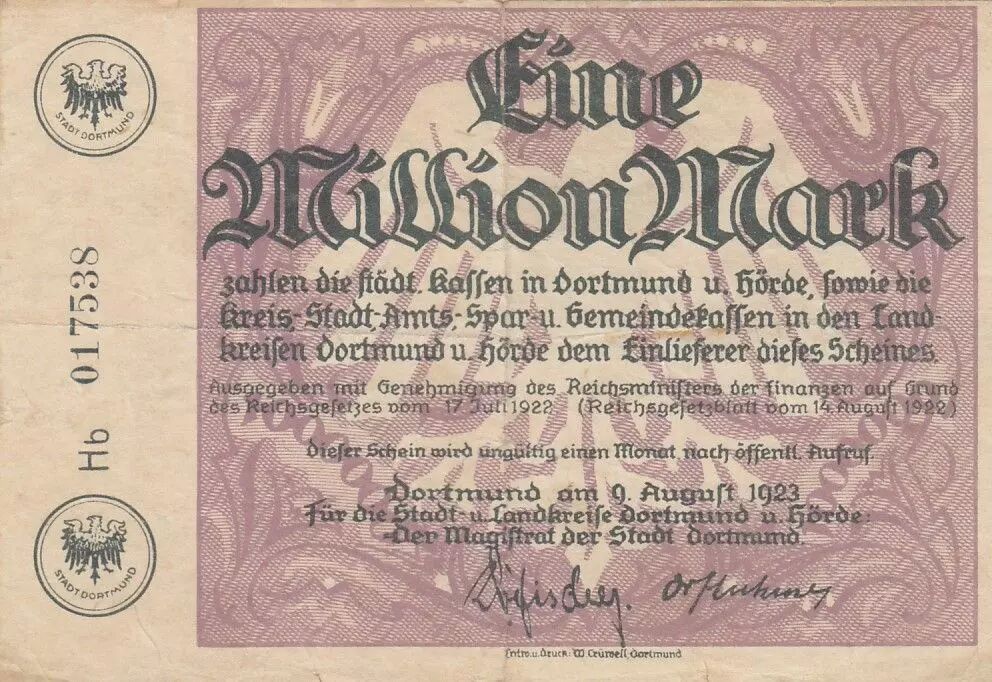 STADT DORTMUND
Hb 017538
STADT DORTMUND
Eine
Million Mark
zahlen die städt. Kassen in Dortmund u. Hörde, sowie die
Kreis-, Stadt-, Amts-, Spar- u. Gemeindekassen in den Land-
kreisen Dortmund u. Hörde dem Einlieferer dieses Scheines.
Ausgegeben mit Genehmigung des Reichsministers der Finanzen auf Grund
des Reichsgesetzes vom 17. Juli 1922 (Reichsgesetzblatt vom 14. August 1922)
Dieser Schein wird ungültig einen Monat nach öffentl. Aufruf.
Dortmund am 9. August 1923
Für die Stadt- u. Landkreise Dortmund u. Hörde:
Der Magistrat der Stadt Dortmund.
Entw. u. Druck: W. Crüwell, Dortmund